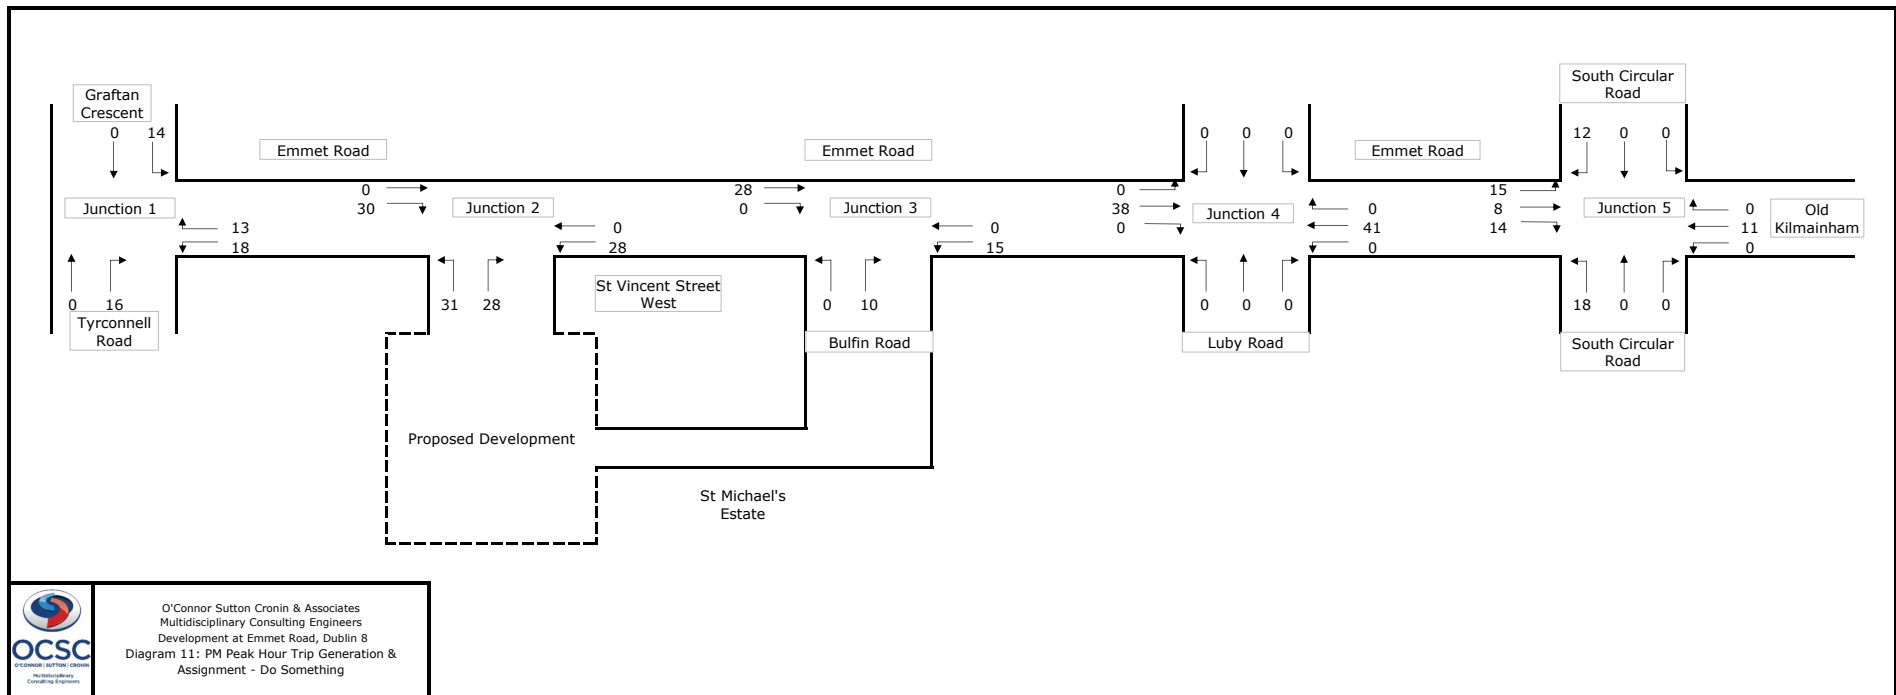 Graftan
Crescent
0 14
Emmet Road
Emmet Road
0 0 0
Emmet Road
South Circular
Road
12 0 0
0
30
28
0
0
38
0
15
8
14
Junction 1
Junction 2
Junction 3
Junction 4
Junction 5
13
18
0
28
0
15
0
41
0
0
11
0
Old
Kilmainham
0 16
Tyrconnell
Road
31 28
St Vincent Street
West
0 10
Bulfin Road
0 0 0
Luby Road
18 0 0
South Circular
Road
Proposed Development
St Michael's
Estate
OCSC
O'CONNOR | SUTTON | CRONIN
Multidisciplinary
Consulting Engineers
O'Connor Sutton Cronin & Associates
Multidisciplinary Consulting Engineers
Development at Emmet Road, Dublin 8
Diagram 11: PM Peak Hour Trip Generation &
Assignment - Do Something